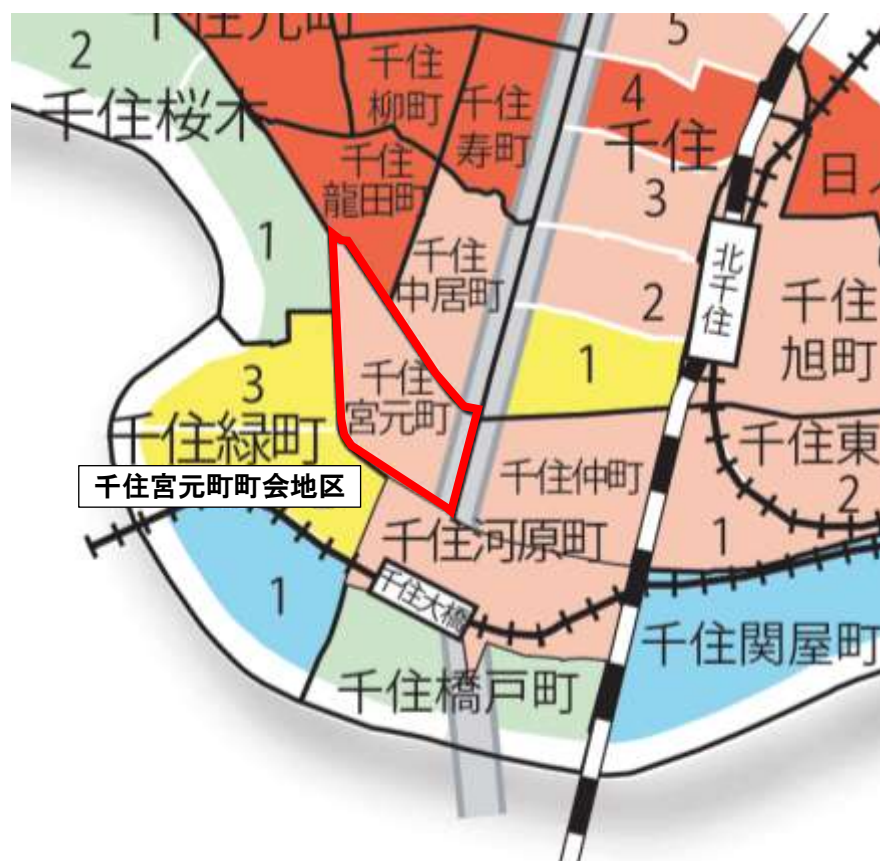 千住元町
5
2
千住
柳町
4
千住桜木
千住
寿町
千住
千住
龍田町
3
日ノ
1
千住
中居町
北千住
2
千住
旭町
1
3
千住
宮元町
千住緑町
千住東
千住仲町
千住宮元町町会地区
2
千住河原町
1
1
千住大橋
千住関屋町
千住橋戸町